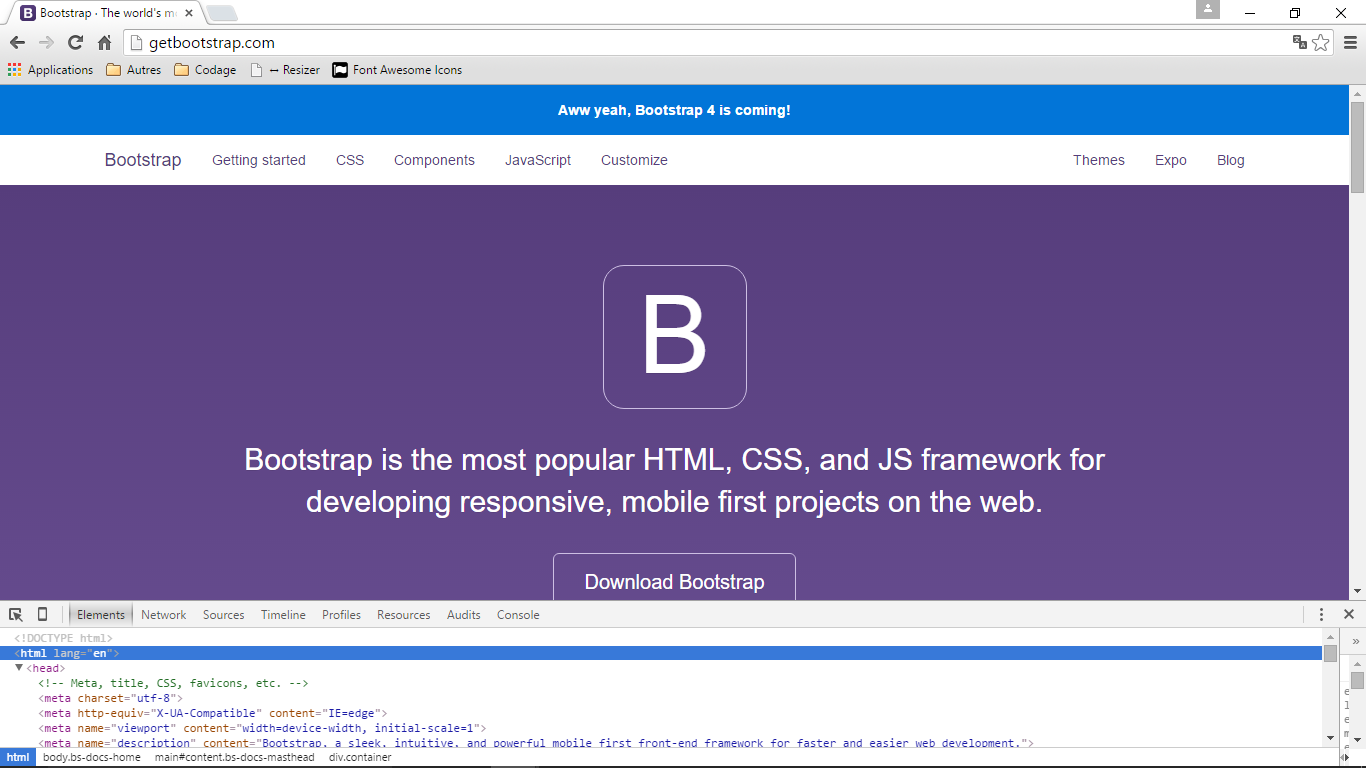 Bootstrap · The world's mo
getbootstrap.com
Applications Autres Codage ↔ Resizer Font Awesome Icons
Aww yeah, Bootstrap 4 is coming!
Bootstrap Getting started CSS Components JavaScript Customize Themes Expo Blog
B
Bootstrap is the most popular HTML, CSS, and JS framework for
developing responsive, mobile first projects on the web.
Download Bootstrap
Elements Network Sources Timeline Profiles Resources Audits Console
<!DOCTYPE html>
<html lang="en">
<head>
<!-- Meta, title, CSS, favicons, etc. -->
<meta charset="utf-8">
<meta http-equiv="X-UA-Compatible" content="IE=edge">
<meta name="viewport" content="width=device-width, initial-scale=1">
<meta name="description" content="Bootstrap, a sleek, intuitive, and powerful mobile first front-end framework for faster and easier web development.">
html body.bs-docs-home main#content.bs-docs-masthead div.container